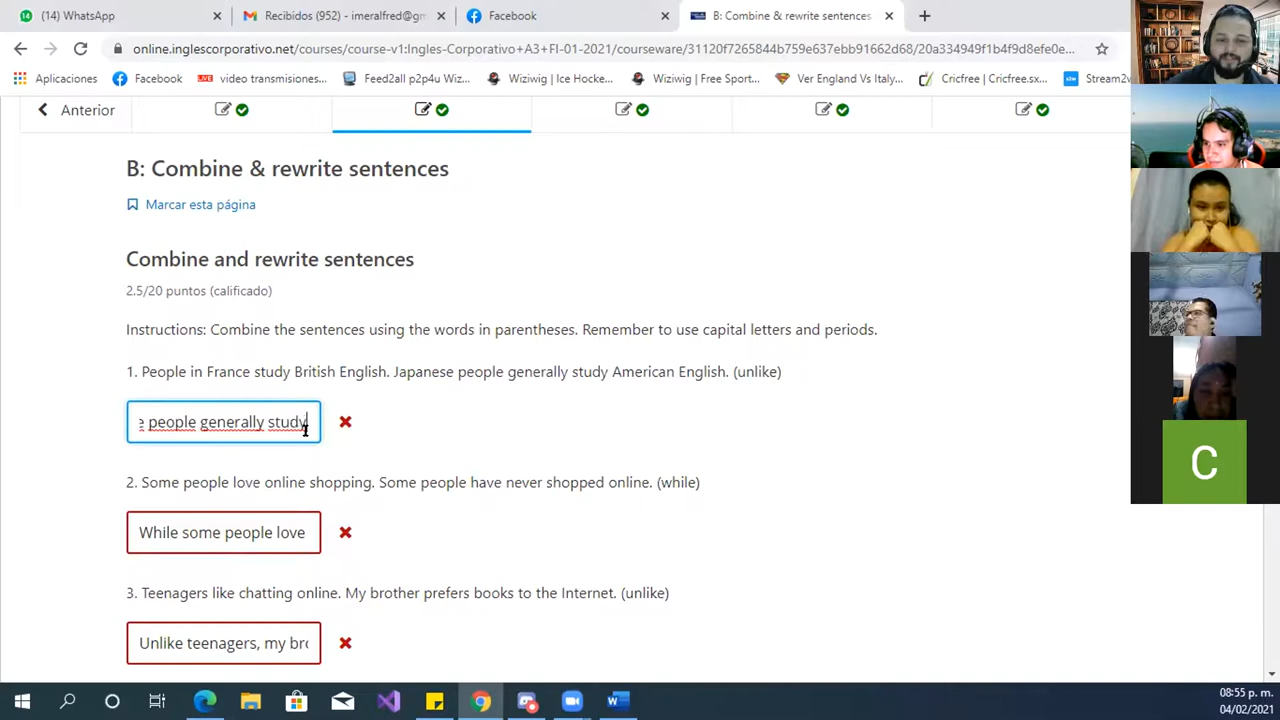 (14) WhatsApp
Recibidos (952) - imeralfred@gm
Facebook
B: Combine & rewrite sentences
online.inglescorporativo.net/courses/course-v1:Ingles-Corporativo+A3+FI-01-2021/courseware/31120f7265844b759e637ebb91662d68/20a334949f1b4f9d8efe0e...
Aplicaciones
Facebook
LIVE
video transmisiones...
Feed2all p2p4u Wiz...
Wiziwig | Ice Hocke...
Wiziwig | Free Sport...
Ver England Vs Italy...
Cricfree | Cricfree.sx...
Stream2v
Anterior
B: Combine & rewrite sentences
Marcar esta página
Combine and rewrite sentences
2.5/20 puntos (calificado)
Instructions: Combine the sentences using the words in parentheses. Remember to use capital letters and periods.
1. People in France study British English. Japanese people generally study American English. (unlike)
e people generally study
2. Some people love online shopping. Some people have never shopped online. (while)
While some people love
3. Teenagers like chatting online. My brother prefers books to the Internet. (unlike)
Unlike teenagers, my bro
C
08:55 p. m.
04/02/2021